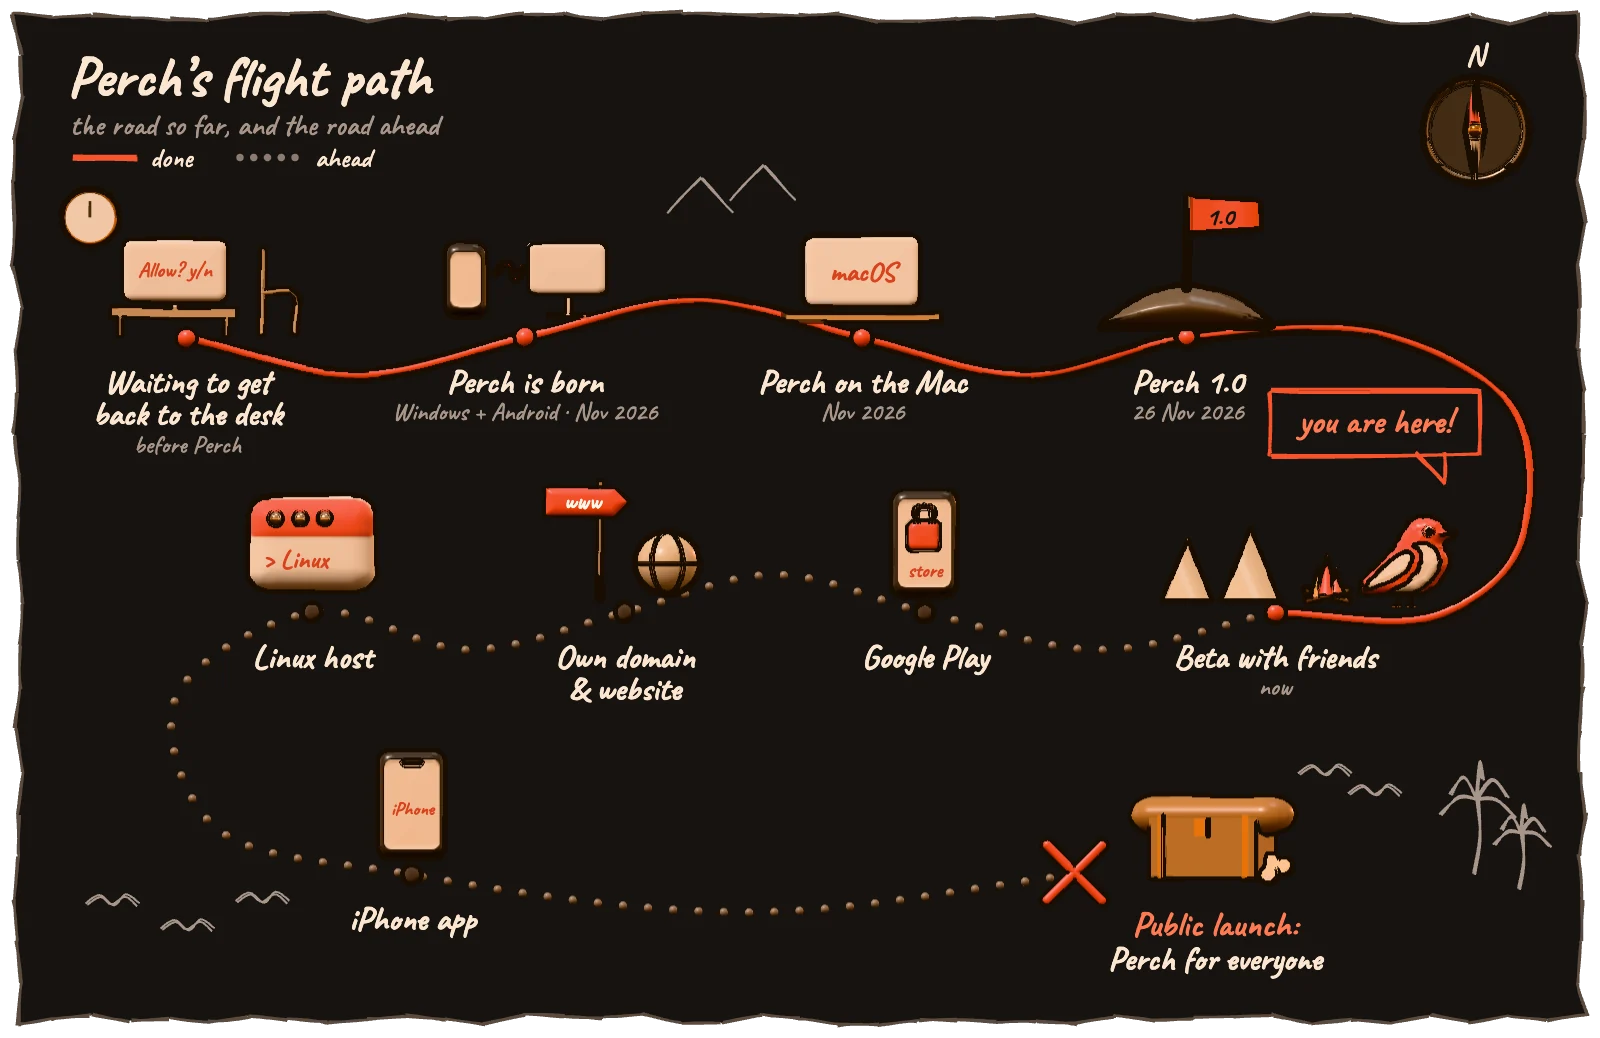 Perch's flight path
the road so far, and the road ahead
done
ahead
N
1.0
Allow? y/n
macOS
Waiting to get
back to the desk
before Perch
Perch is born
Windows + Android · Nov 2026
Perch on the Mac
Nov 2026
Perch 1.0
26 Nov 2026
you are here!
> Linux
www
store
Linux host
Own domain
& website
Google Play
Beta with friends
now
iPhone
iPhone app
Public launch:
Perch for everyone